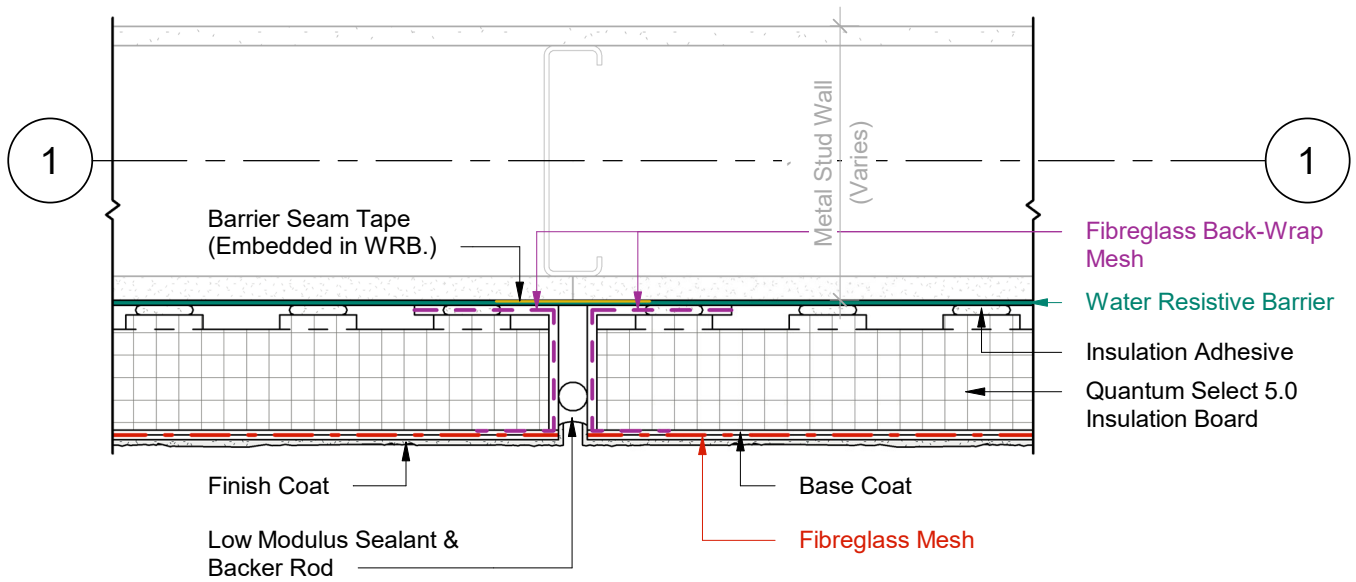 1
1
Metal Stud Wall
(Varies)
Barrier Seam Tape
(Embedded in WRB.)
Fibreglass Back-Wrap
Mesh
Water Resistive Barrier
Insulation Adhesive
Quantum Select 5.0
Insulation Board
Finish Coat
Base Coat
Low Modulus Sealant &
Backer Rod
Fibreglass Mesh